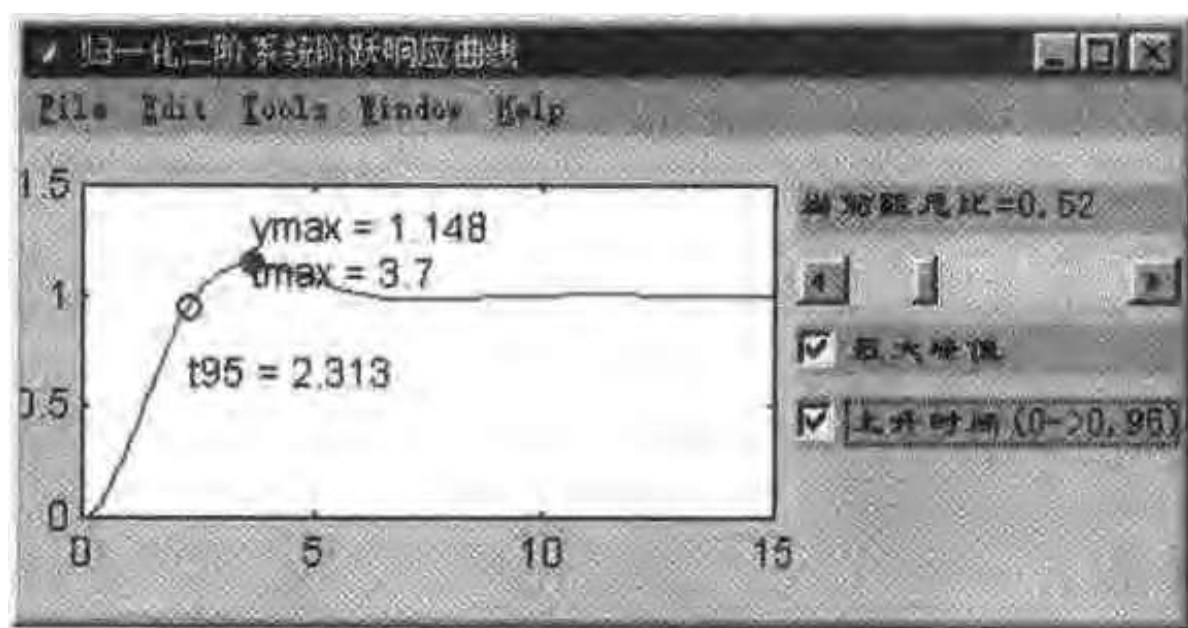 归一化二阶系统阶跃响应曲线
File Edit Tools Window Help
1.5
1
0.5
0
0
5
10
15
ymax = 1.148
tmax = 3.7
t95 = 2.313
当前阻尼比=0.52
最大峰值
上升时间(0->0.95)